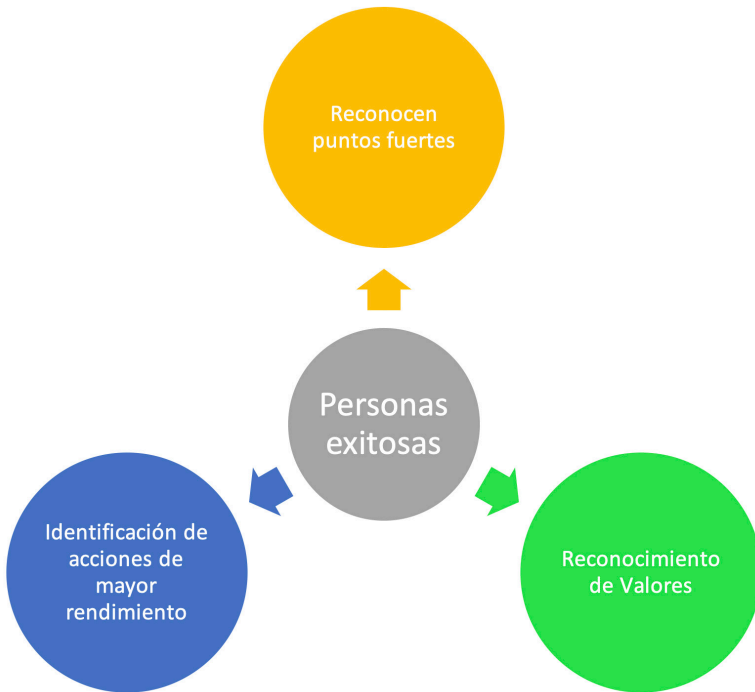 Reconocen
puntos fuertes
Personas
exitosas
Identificación de
acciones de
mayor
rendimiento
Reconocimiento
de Valores